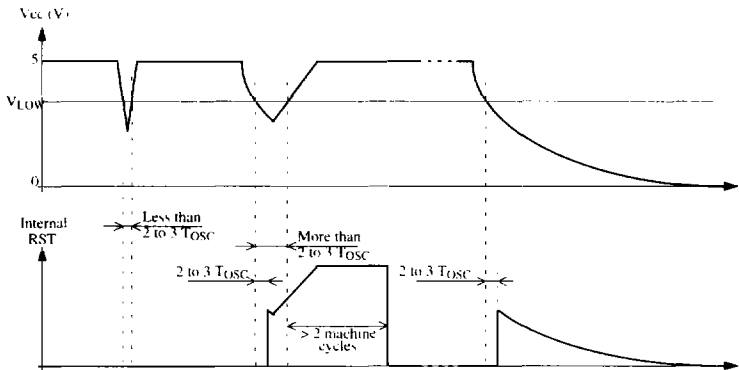 Vcc (V)
5
VLOW
0
Internal
RST
Less than
2 to 3 TOSC
More than
2 to 3 TOSC
2 to 3 TOSC
2 to 3 TOSC
> 2 machine
cycles